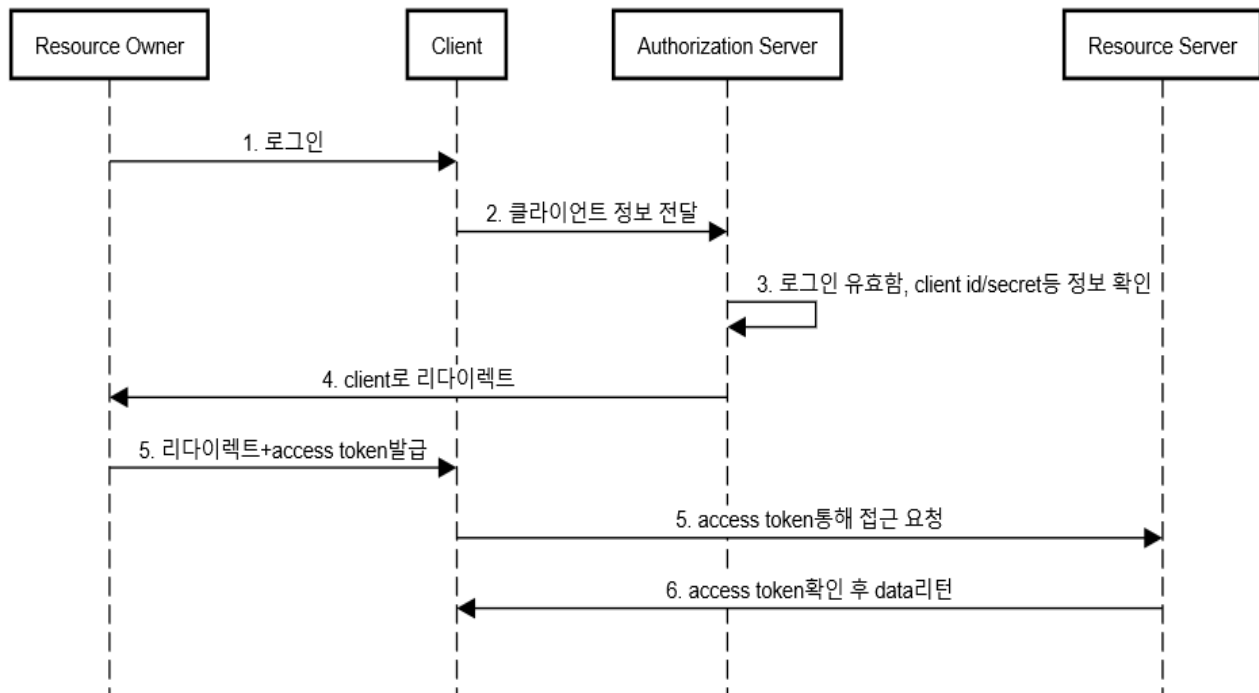 Resource Owner
Client
Authorization Server
Resource Server
1. 로그인
2. 클라이언트 정보 전달
3. 로그인 유효함, client id/secret등 정보 확인
4. client로 리다이렉트
5. 리다이렉트+access token발급
5. access token통해 접근 요청
6. access token확인 후 data리턴